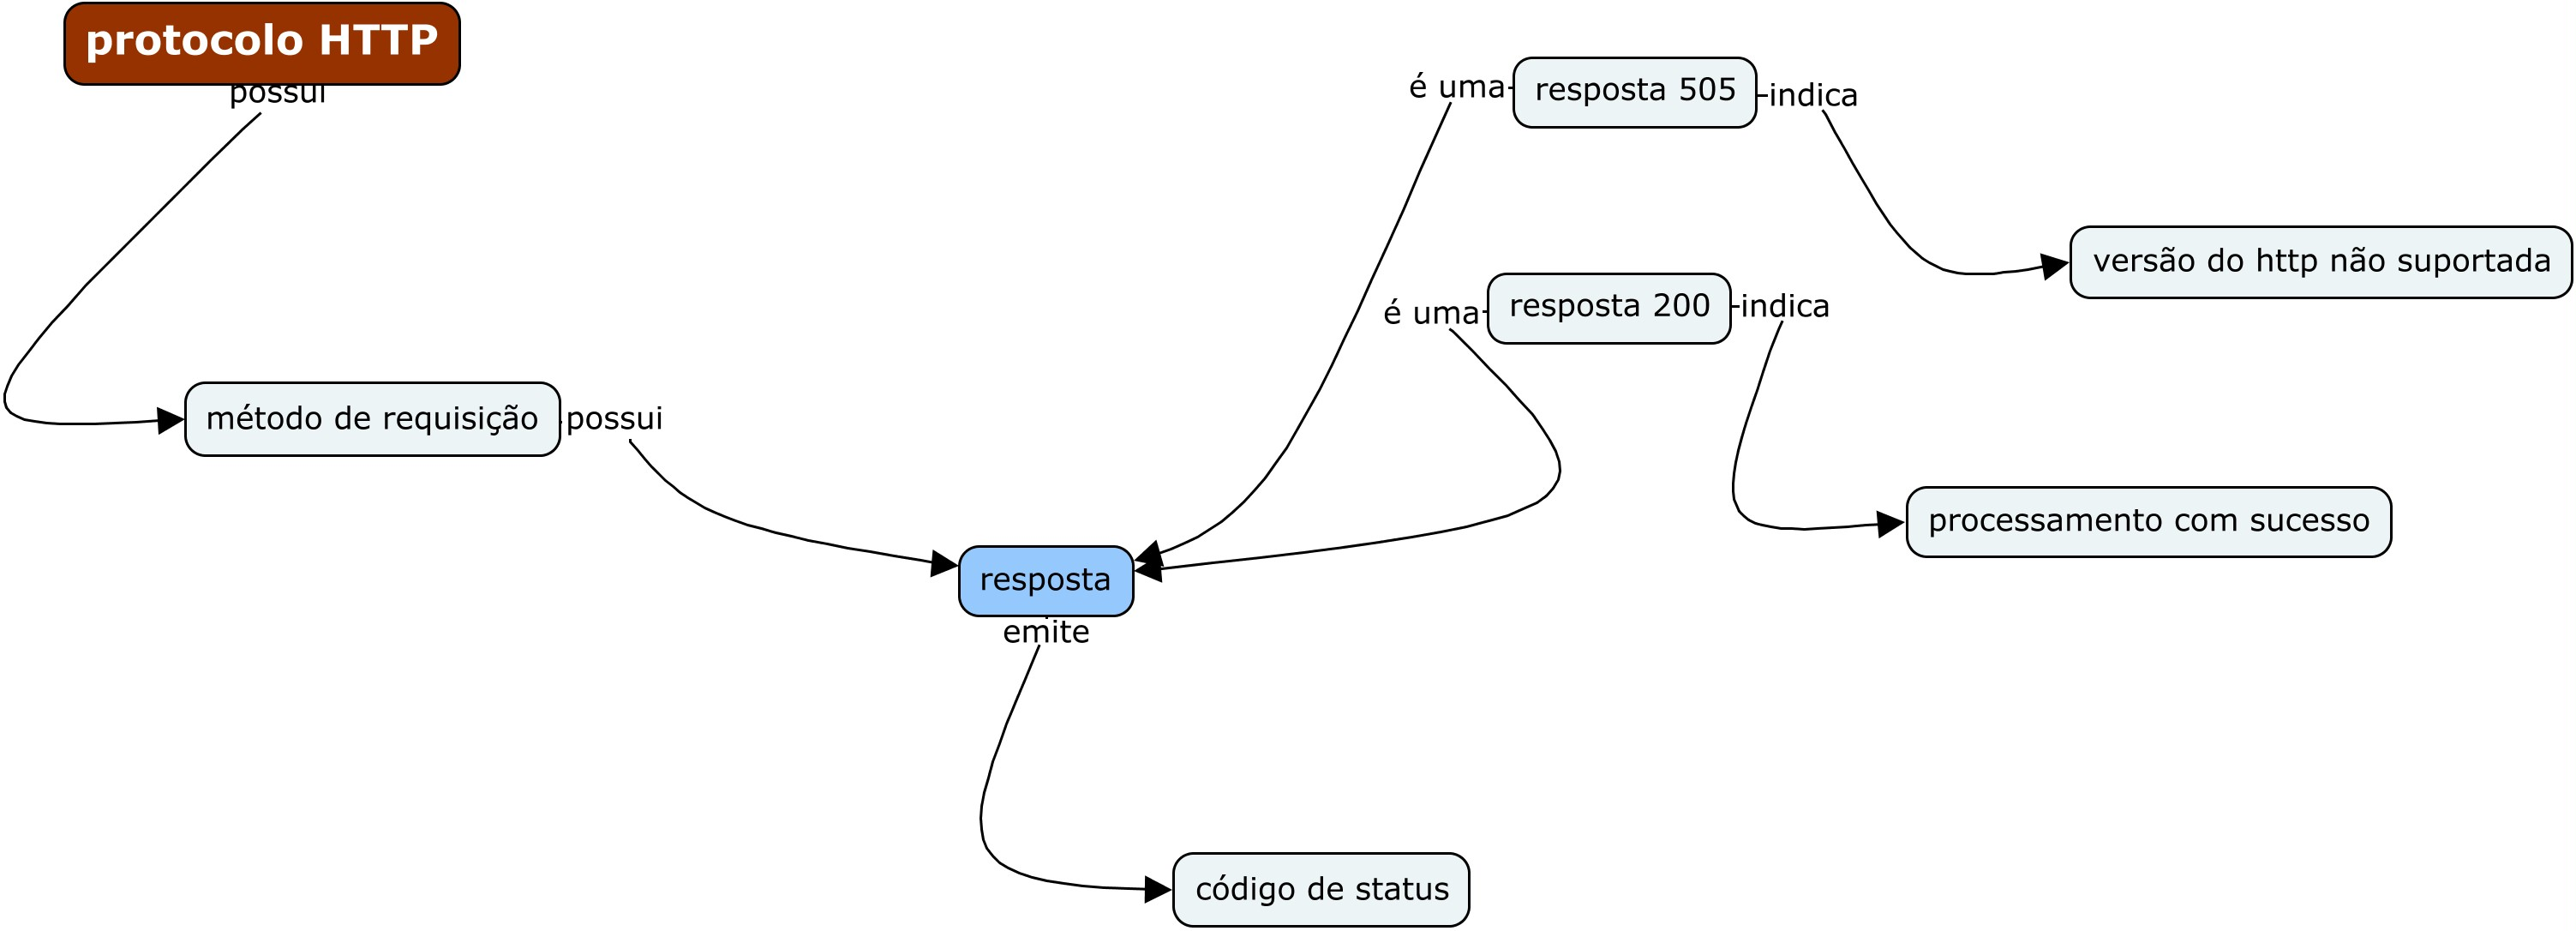 protocolo HTTP
possui
é uma
resposta 505
indica
versão do http não suportada
é uma
resposta 200
indica
método de requisição
possui
processamento com sucesso
resposta
emite
código de status